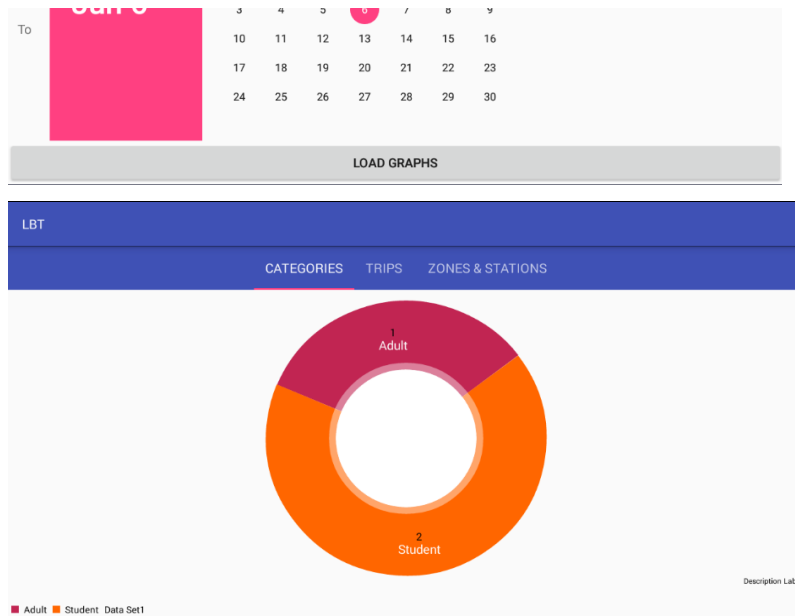 3 4 5 6 7 8 9
To
10 11 12 13 14 15 16
17 18 19 20 21 22 23
24 25 26 27 28 29 30
LOAD GRAPHS
LBT
CATEGORIES TRIPS ZONES & STATIONS
1
Adult
2
Student
Description Lab
Adult Student Data Set1